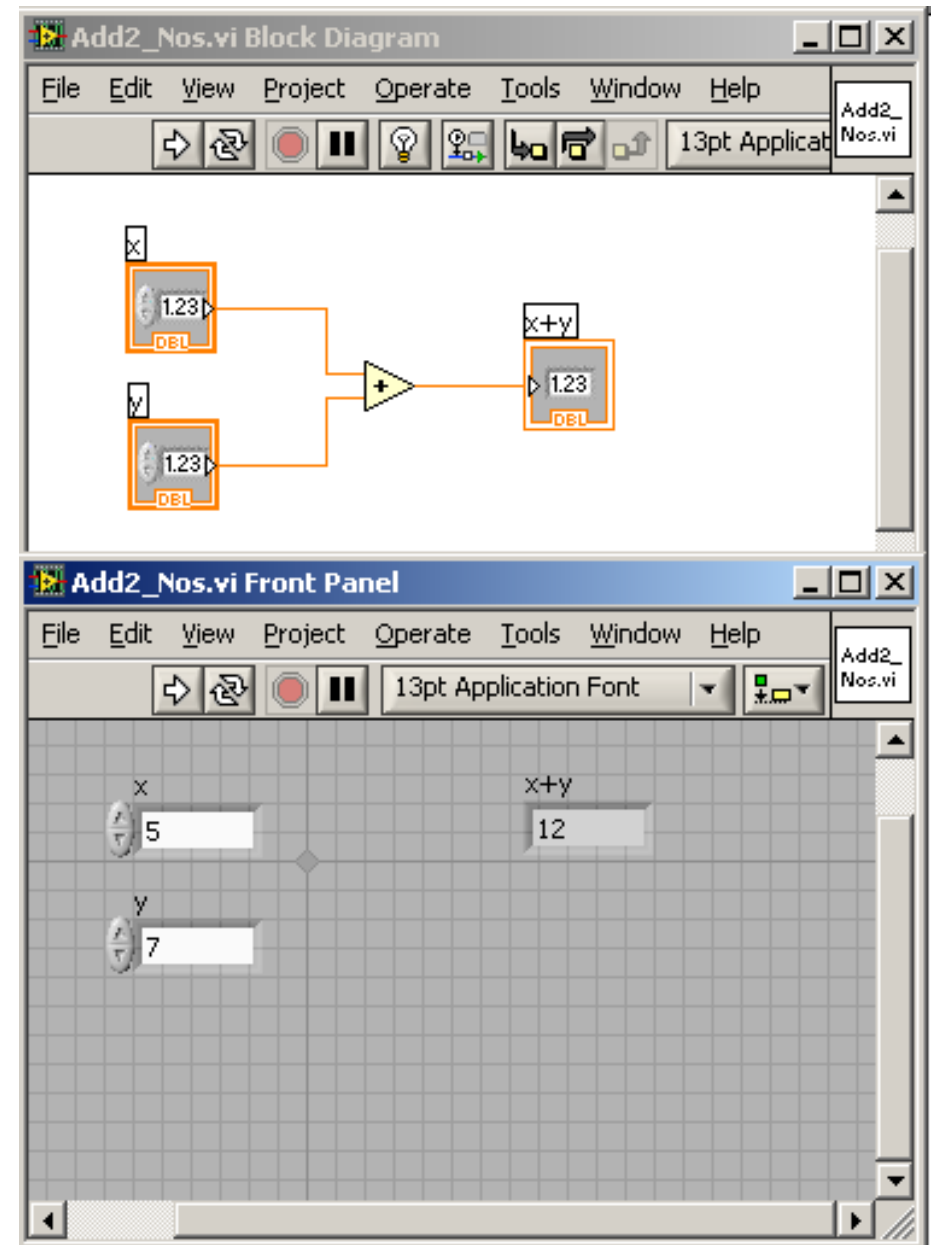 Add2_Nos.vi Block Diagram
File Edit View Project Operate Tools Window Help
Add2_
Nos.vi
13pt Applicat
x
1.23
DBL
y
1.23
DBL
+
x+y
1.23
DBL
Add2_Nos.vi Front Panel
File Edit View Project Operate Tools Window Help
Add2_
Nos.vi
13pt Application Font
x
5
x+y
12
y
7